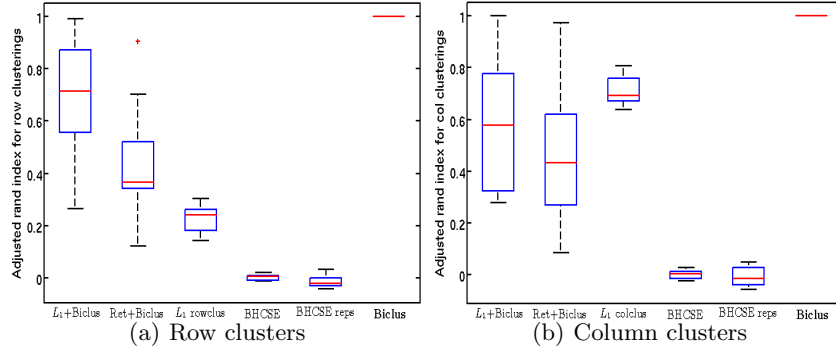 Adjusted rand index for row clusterings
1
0.8
0.6
0.4
0.2
0
L₁+Biclus Ret+Biclus L₁ rowclus BHCSE BHCSE reps Biclus
(a) Row clusters
Adjusted rand index for col clusterings
1
0.8
0.6
0.4
0.2
0
L₁+Biclus Ret+Biclus L₁ colclus BHCSE BHCSE reps Biclus
(b) Column clusters